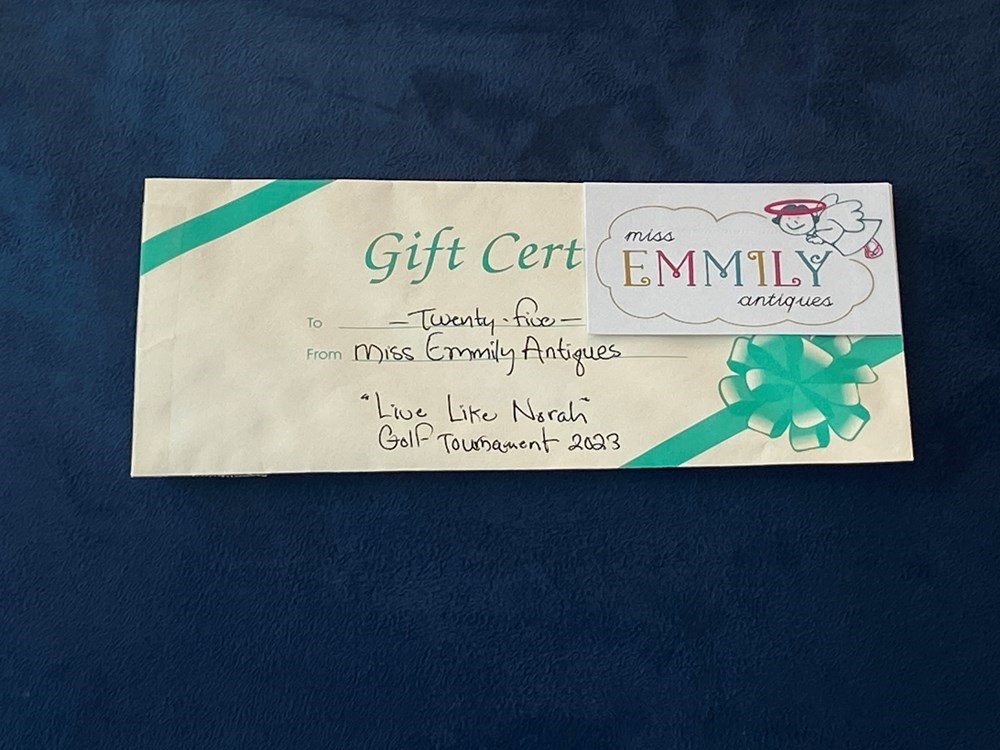 Gift Cert
To — Twenty-five —
From Miss Emmily Antiques
"Live Like Norah"
Golf Tournament 2023
miss
EMMILY
antiques